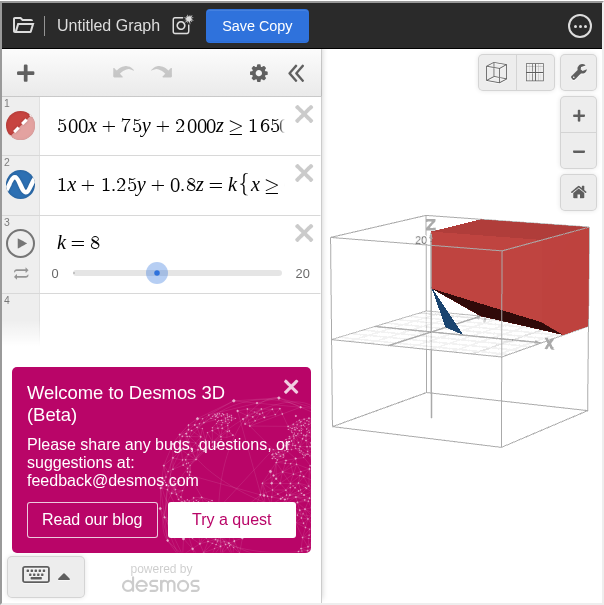 Untitled Graph
Save Copy
1
500x + 75y + 2000z ≥ 165
2
1x + 1.25y + 0.8z = k{x ≥
3
k = 8
0
20
4
Z
20
X
Welcome to Desmos 3D
(Beta)
Please share any bugs, questions, or
suggestions at:
feedback@desmos.com
Read our blog
Try a quest
powered by
desmos